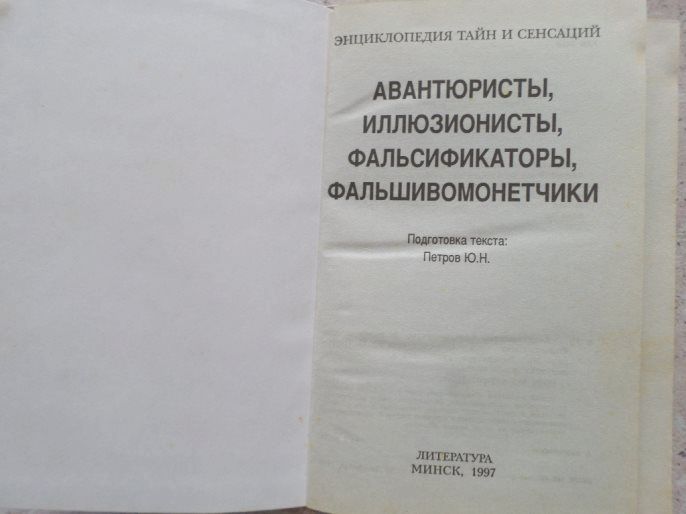 ЭНЦИКЛОПЕДИЯ ТАЙН И СЕНСАЦИЙ
АВАНТЮРИСТЫ,
ИЛЛЮЗИОНИСТЫ,
ФАЛЬСИФИКАТОРЫ,
ФАЛЬШИВОМОНЕТЧИКИ
Подготовка текста:
Петров Ю.Н.
ЛИТЕРАТУРА
МИНСК, 1997